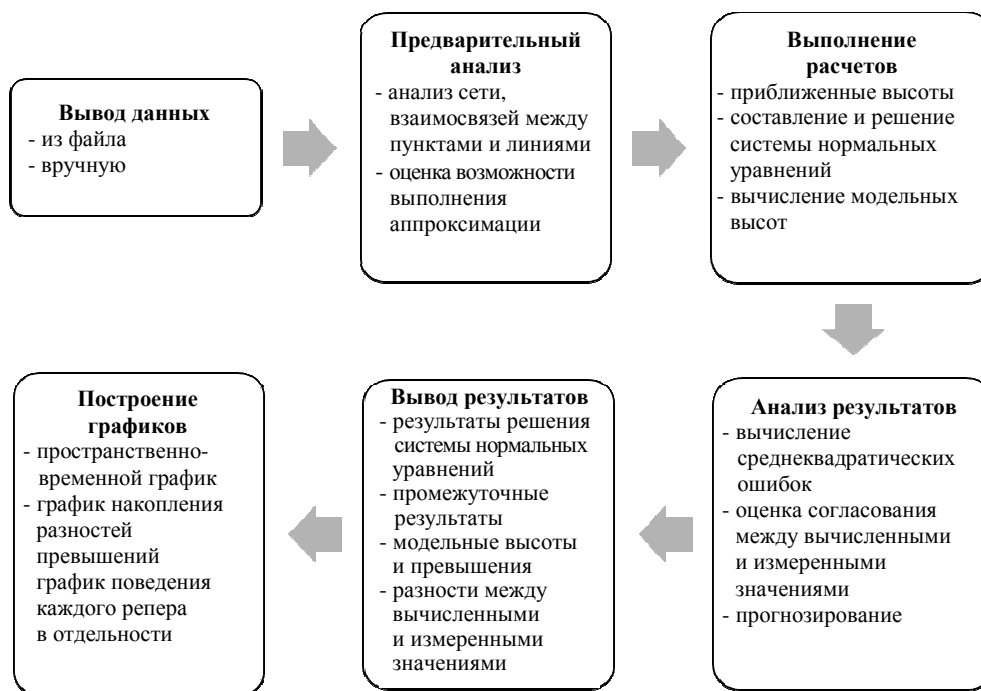 Вывод данных
- из файла
- вручную
Предварительный
анализ
- анализ сети,
взаимосвязей между
пунктами и линиями
- оценка возможности
выполнения
аппроксимации
Выполнение
расчетов
- приближенные высоты
- составление и решение
системы нормальных
уравнений
- вычисление модельных
высот
Анализ результатов
- вычисление
среднеквадратических
ошибок
- оценка согласования
между вычисленными
и измеренными
значениями
- прогнозирование
Вывод результатов
- результаты решения
системы нормальных
уравнений
- промежуточные
результаты
- модельные высоты
и превышения
- разности между
вычисленными
и измеренными
значениями
Построение
графиков
- пространственно-
временной график
- график накопления
разностей
превышений
график поведения
каждого репера
в отдельности